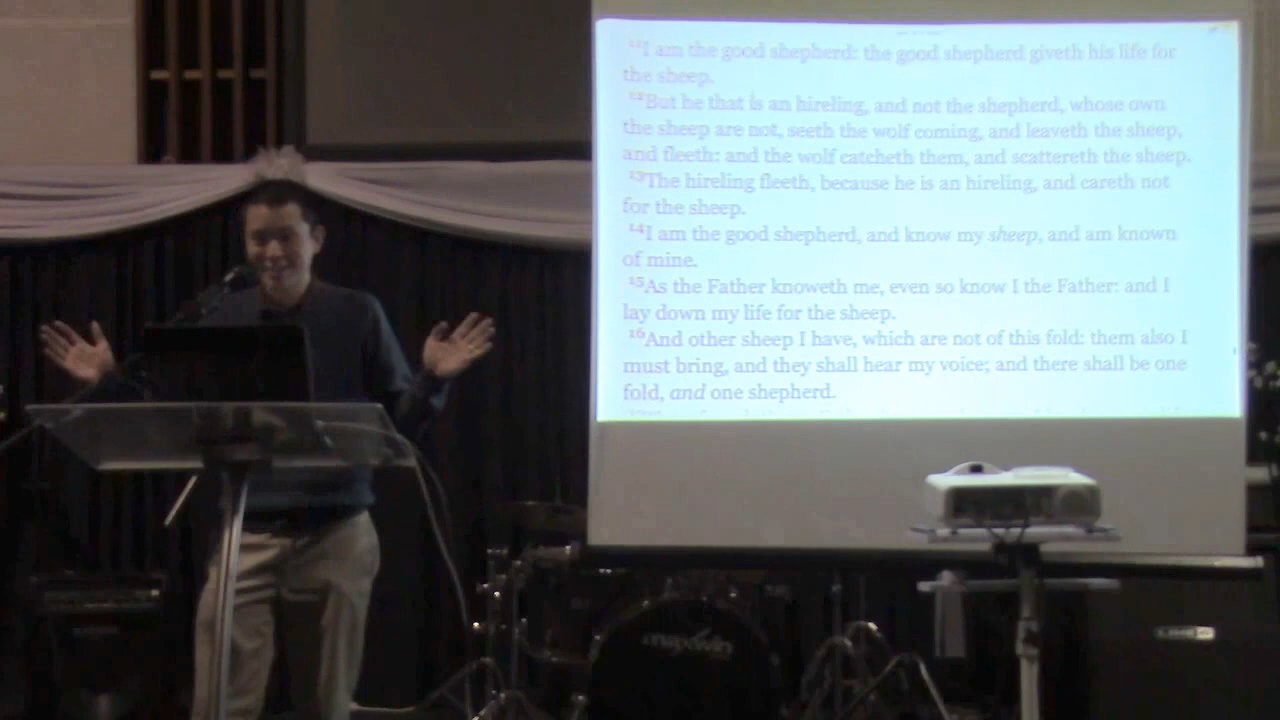 ¹¹I am the good shepherd: the good shepherd giveth his life for
the sheep.
¹²But he that is an hireling, and not the shepherd, whose own
the sheep are not, seeth the wolf coming, and leaveth the sheep,
and fleeth: and the wolf catcheth them, and scattereth the sheep.
¹³The hireling fleeth, because he is an hireling, and careth not
for the sheep.
¹⁴I am the good shepherd, and know my sheep, and am known
of mine.
¹⁵As the Father knoweth me, even so know I the Father: and I
lay down my life for the sheep.
¹⁶And other sheep I have, which are not of this fold: them also I
must bring, and they shall hear my voice; and there shall be one
fold, and one shepherd.
maxwin